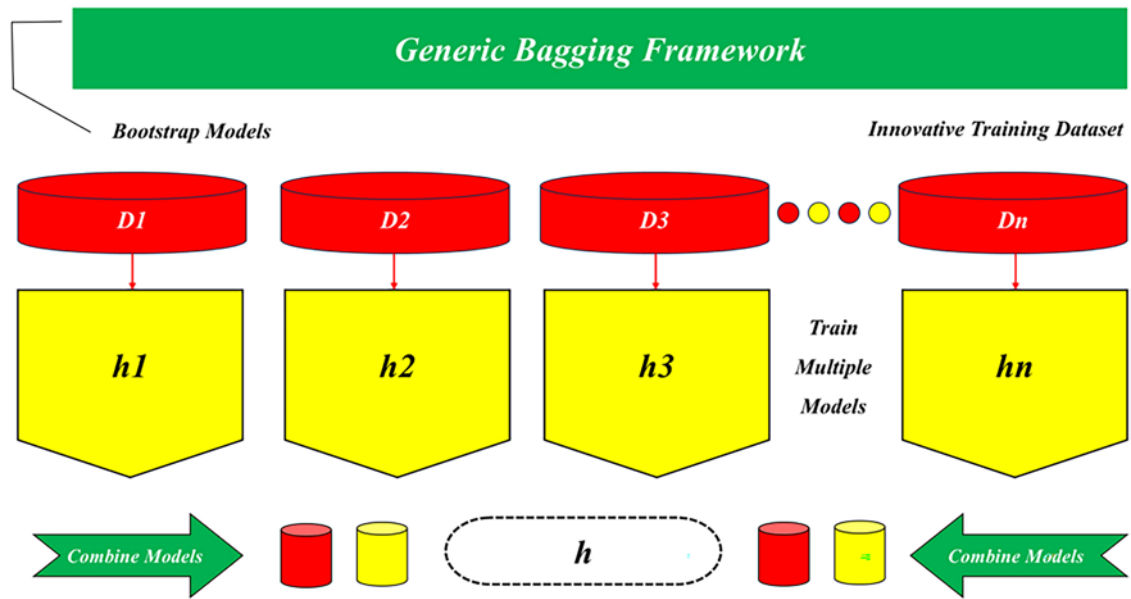 Generic Bagging Framework
Bootstrap Models
Innovative Training Dataset
D1
D2
D3
Dn
h1
h2
h3
Train
Multiple
Models
hn
Combine Models
h
Combine Models